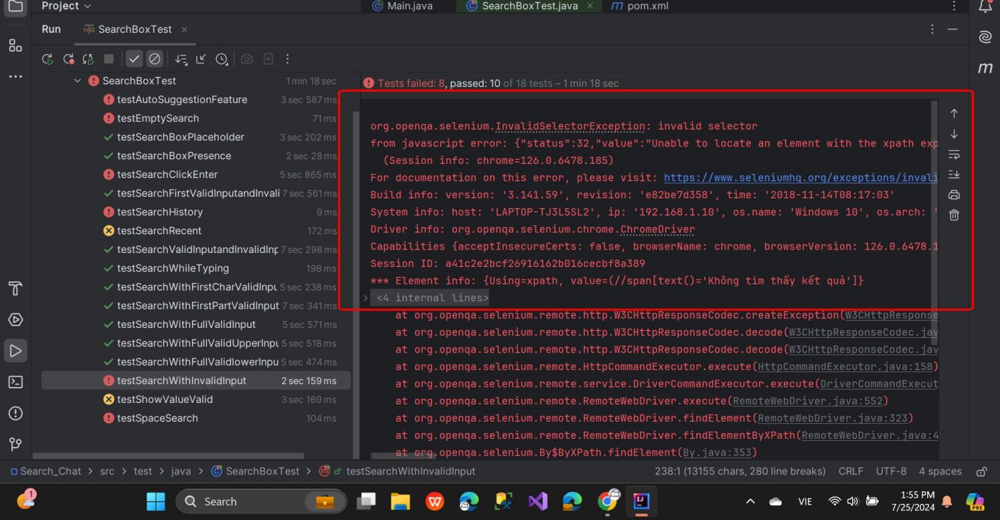 Project
Main.java
SearchBoxTest.java
m pom.xml
Run
SearchBoxTest
SearchBoxTest 1 min 18 sec
Tests failed: 8, passed: 10 of 18 tests – 1 min 18 sec
testAutoSuggestionFeature 3 sec 587 ms
testEmptySearch 71 ms
testSearchBoxPlaceholder 3 sec 202 ms
testSearchBoxPresence 2 sec 28 ms
testSearchClickEnter 5 sec 865 ms
testSearchFirstValidInputandInvali 7 sec 561 ms
testSearchHistory 9 ms
testSearchRecent 172 ms
testSearchValidInputandInvalidInp 7 sec 298 ms
testSearchWhileTyping 198 ms
testSearchWithFirstCharValidInpu 5 sec 238 ms
testSearchWithFirstPartValidInput 7 sec 341 ms
testSearchWithFullValidInput 5 sec 571 ms
testSearchWithFullValidUpperInpu 5 sec 518 ms
testSearchWithFullValidlowerInpu 5 sec 474 ms
testSearchWithInvalidInput 2 sec 159 ms
testShowValueValid 3 sec 169 ms
testSpaceSearch 104 ms
org.openqa.selenium.InvalidSelectorException: invalid selector
from javascript error: {"status":32,"value":"Unable to locate an element with the xpath exp
(Session info: chrome=126.0.6478.185)
For documentation on this error, please visit: https://www.seleniumhq.org/exceptions/invali
Build info: version: '3.141.59', revision: 'e82be7d358', time: '2018-11-14T08:17:03'
System info: host: 'LAPTOP-TJ3L5SL2', ip: '192.168.1.10', os.name: 'Windows 10', os.arch: '
Driver info: org.openqa.selenium.chrome.ChromeDriver
Capabilities {acceptInsecureCerts: false, browserName: chrome, browserVersion: 126.0.6478.1
Session ID: a41c2e2bcf26916162b016cecbf8a389
*** Element info: {Using=xpath, value=(//span[text()='Không tìm thấy kết quả']}
<4 internal lines>
at org.openqa.selenium.remote.http.W3CHttpResponseCodec.createException(W3CHttpResponse
at org.openqa.selenium.remote.http.W3CHttpResponseCodec.decode(W3CHttpResponseCodec.jav
at org.openqa.selenium.remote.http.W3CHttpResponseCodec.decode(W3CHttpResponseCodec.jav
at org.openqa.selenium.remote.HttpCommandExecutor.execute(HttpCommandExecutor.java:158)
at org.openqa.selenium.remote.service.DriverCommandExecutor.execute(DriverCommandExecut
at org.openqa.selenium.remote.RemoteWebDriver.execute(RemoteWebDriver.java:552)
at org.openqa.selenium.remote.RemoteWebDriver.findElement(RemoteWebDriver.java:323)
at org.openqa.selenium.remote.RemoteWebDriver.findElementByXPath(RemoteWebDriver.java:4
at org.openqa.selenium.By$ByXPath.findElement(By.java:353)
m
Search_Chat > src > test > java > SearchBoxTest > testSearchWithInvalidInput
238:1 (13155 chars, 280 line breaks) CRLF UTF-8 4 spaces
1
Search
VIE
1:55 PM
7/25/2024
PRE